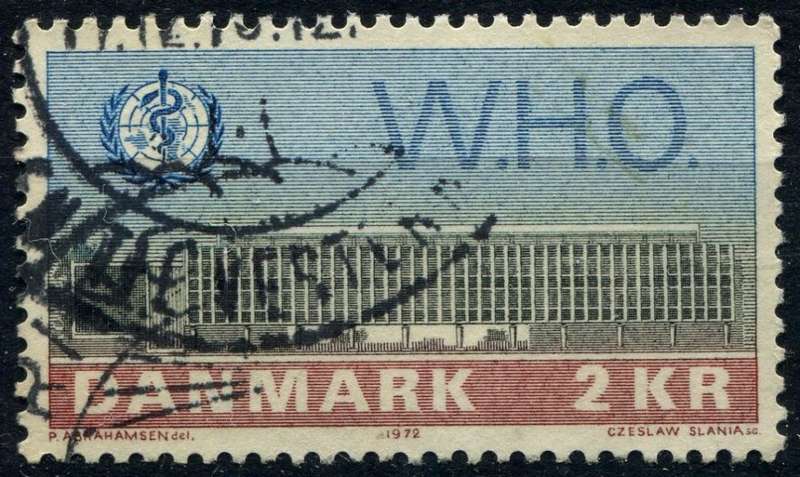 W.H.O.
DANMARK 2 KR
P. ABRAHAMSEN del. 1972 CZESLAW SLANIA sc.